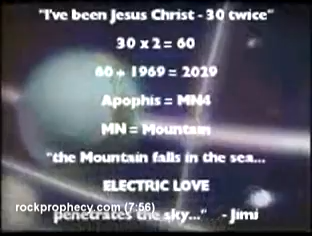 "I've been Jesus Christ - 30 twice"
30 x 2 = 60
60 + 1969 = 2029
Apophis = MN4
MN = Mountain
"the Mountain falls in the sea...
ELECTRIC LOVE
rockprophecy.com (7:56)
penetrates the sky..." - Jimi